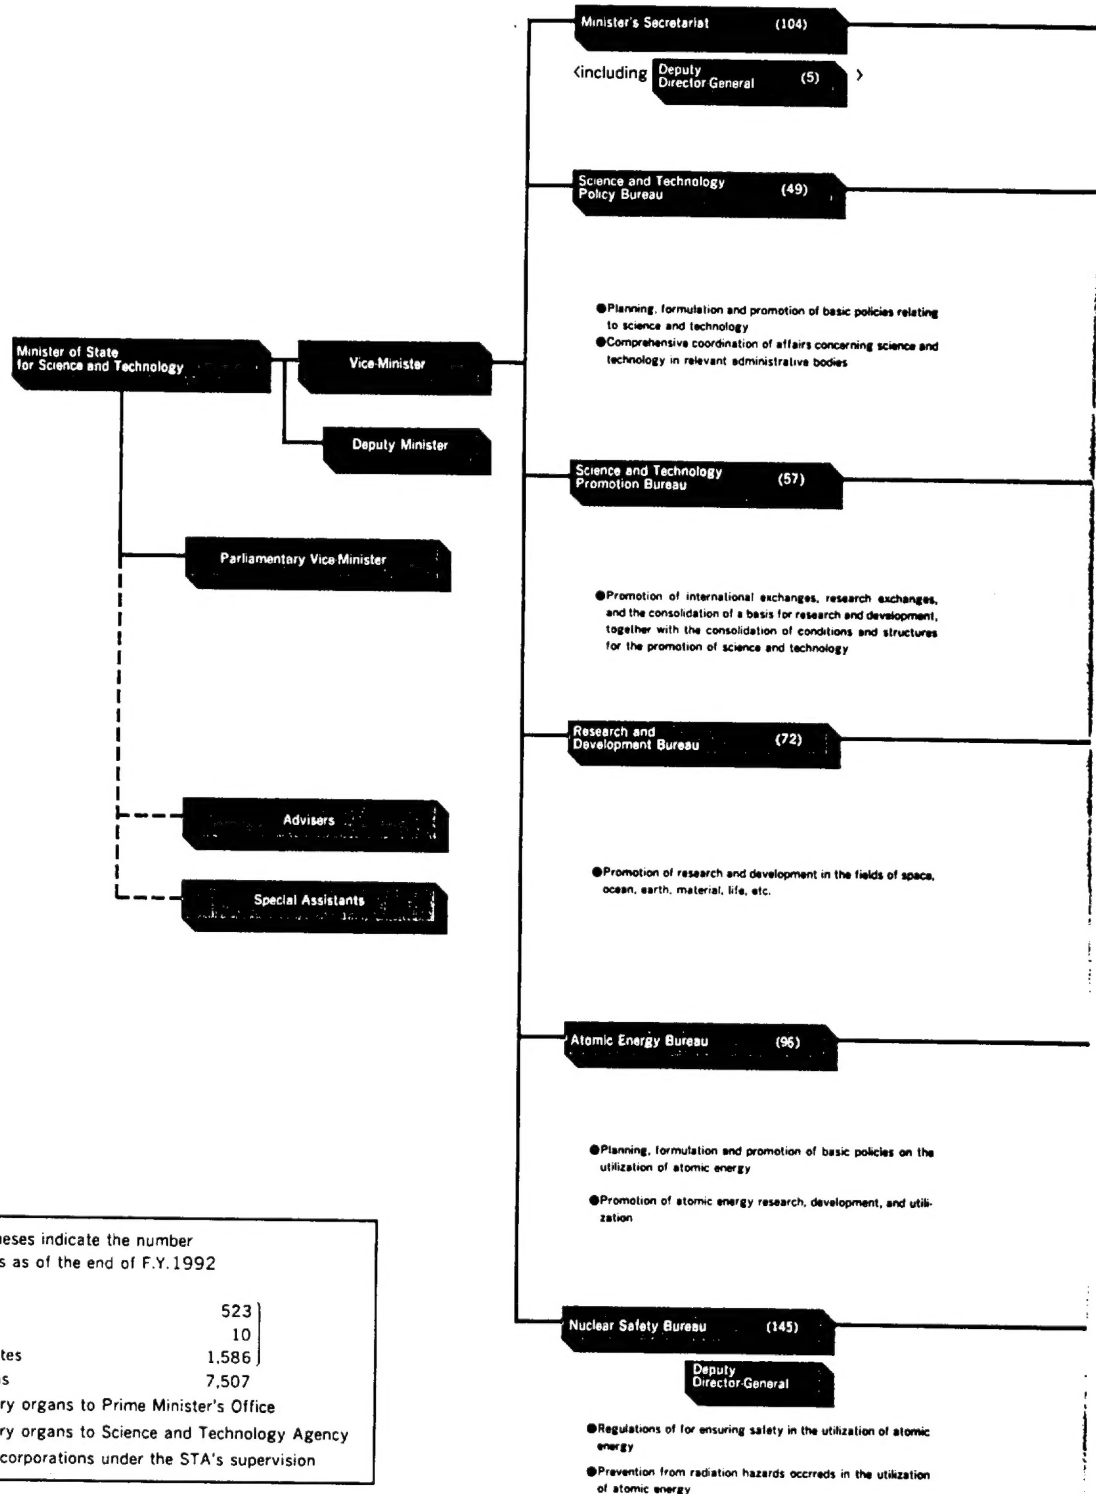 Minister's Secretariat (104)
<including Deputy Director General (5) >
Science and Technology
Policy Bureau (49)
●Planning, formulation and promotion of basic policies relating
to science and technology
●Comprehensive coordination of affairs concerning science and
technology in relevant administrative bodies
Minister of State
for Science and Technology
Vice-Minister
Deputy Minister
Science and Technology
Promotion Bureau (57)
Parliamentary Vice-Minister
●Promotion of international exchanges, research exchanges,
and the consolidation of a basis for research and development,
together with the consolidation of conditions and structures
for the promotion of science and technology
Research and
Development Bureau (72)
Advisers
Special Assistants
●Promotion of research and development in the fields of space,
ocean, earth, material, life, etc.
Atomic Energy Bureau (96)
●Planning, formulation and promotion of basic policies on the
utilization of atomic energy
●Promotion of atomic energy research, development, and utili-
zation
Nuclear Safety Bureau (145)
Deputy
Director-General
●Regulations of for ensuring safety in the utilization of atomic
energy
●Prevention from radiation hazards occrreds in the utilization
of atomic energy
eses indicate the number
s as of the end of F.Y.1992
523
10
tes 1,586
s 7,507
ry organs to Prime Minister's Office
ry organs to Science and Technology Agency
corporations under the STA's supervision